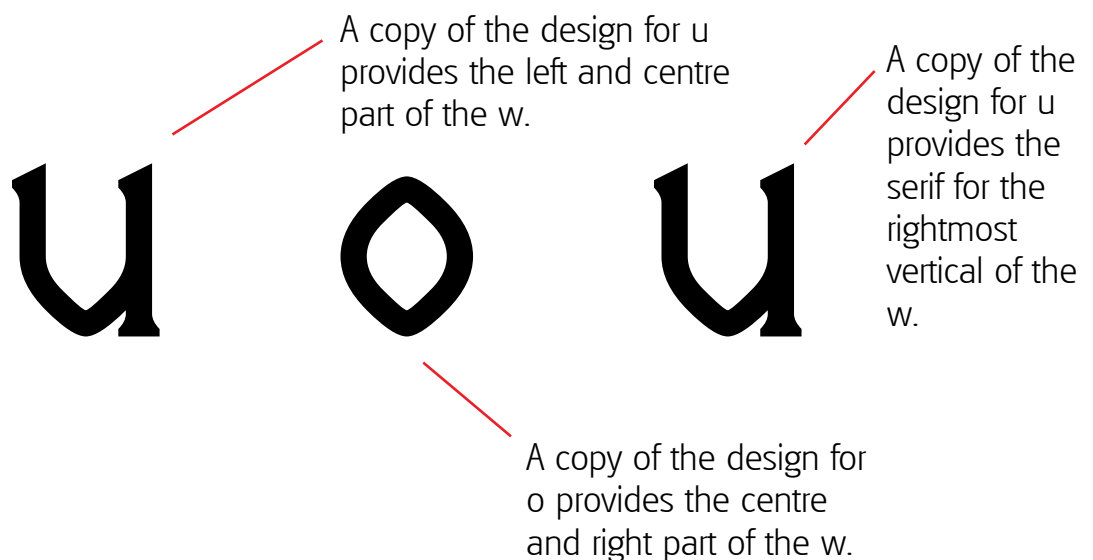 A copy of the design for u
provides the left and centre
part of the w.
A copy of the
design for u
provides the
serif for the
rightmost
vertical of the
w.
u o u
A copy of the design for
o provides the centre
and right part of the w.